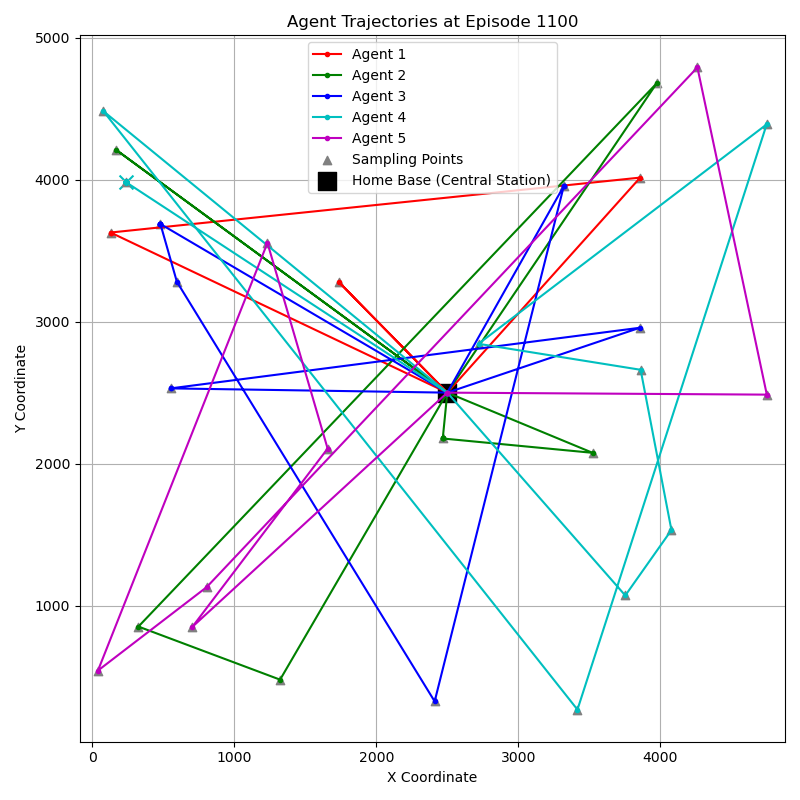 Agent Trajectories at Episode 1100
Agent 1
Agent 2
Agent 3
Agent 4
Agent 5
Sampling Points
Home Base (Central Station)
5000
4000
3000
2000
1000
Y Coordinate
0
1000
2000
3000
4000
X Coordinate